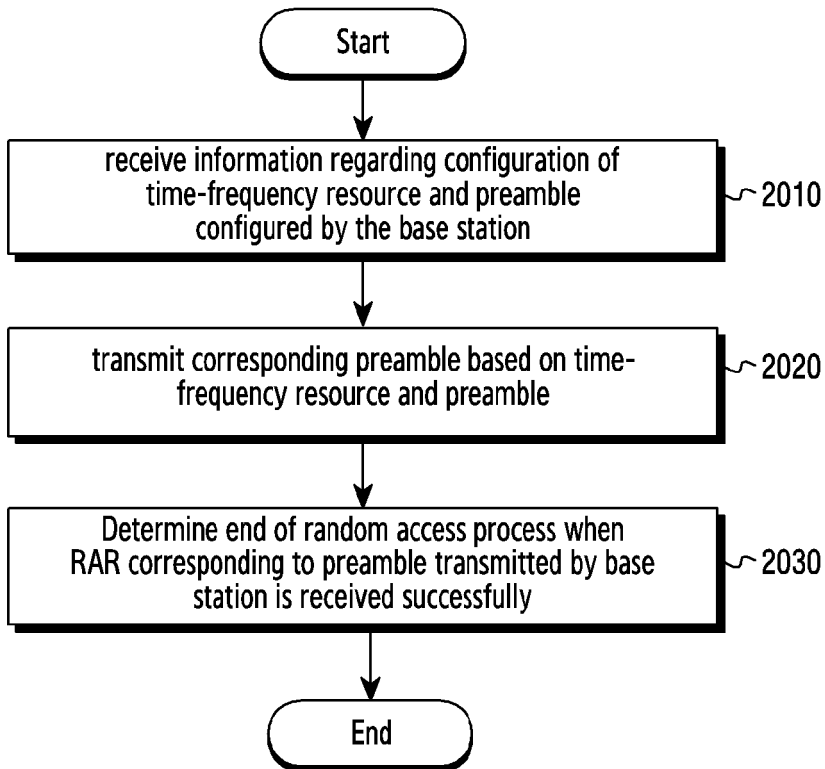 Start
receive information regarding configuration of
time-frequency resource and preamble
configured by the base station
2010
transmit corresponding preamble based on time-
frequency resource and preamble
2020
Determine end of random access process when
RAR corresponding to preamble transmitted by base
station is received successfully
2030
End